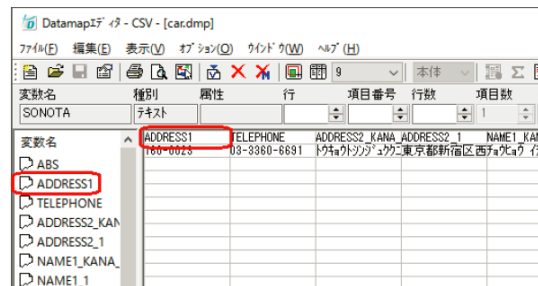 Datamapｴﾃﾞｨﾀ - CSV - [car.dmp]
ﾌｧｲﾙ(F) 編集(E) 表示(V) ｵﾌﾟｼｮﾝ(O) ｳｲﾝﾄﾞｳ(W) ﾍﾙﾌﾟ(H)
9 本体
変数名 種別 属性 行 項目番号 行数 項目数
SONOTA ﾃｷｽﾄ 1
変数名
ABS
ADDRESS1
TELEPHONE
ADDRESS2_KAN
ADDRESS2_1
NAME1_KANA_
NAME1_1
ADDRESS1 TELEPHONE ADDRESS2_KANA_ ADDRESS2_1 NAME1_KAN
160-0023 03-3360-6691 ﾄｳｷｮｳﾄｼﾝｼﾞｭｸｸﾆ 東京都新宿区西 ﾁｮｳﾋｮｳ